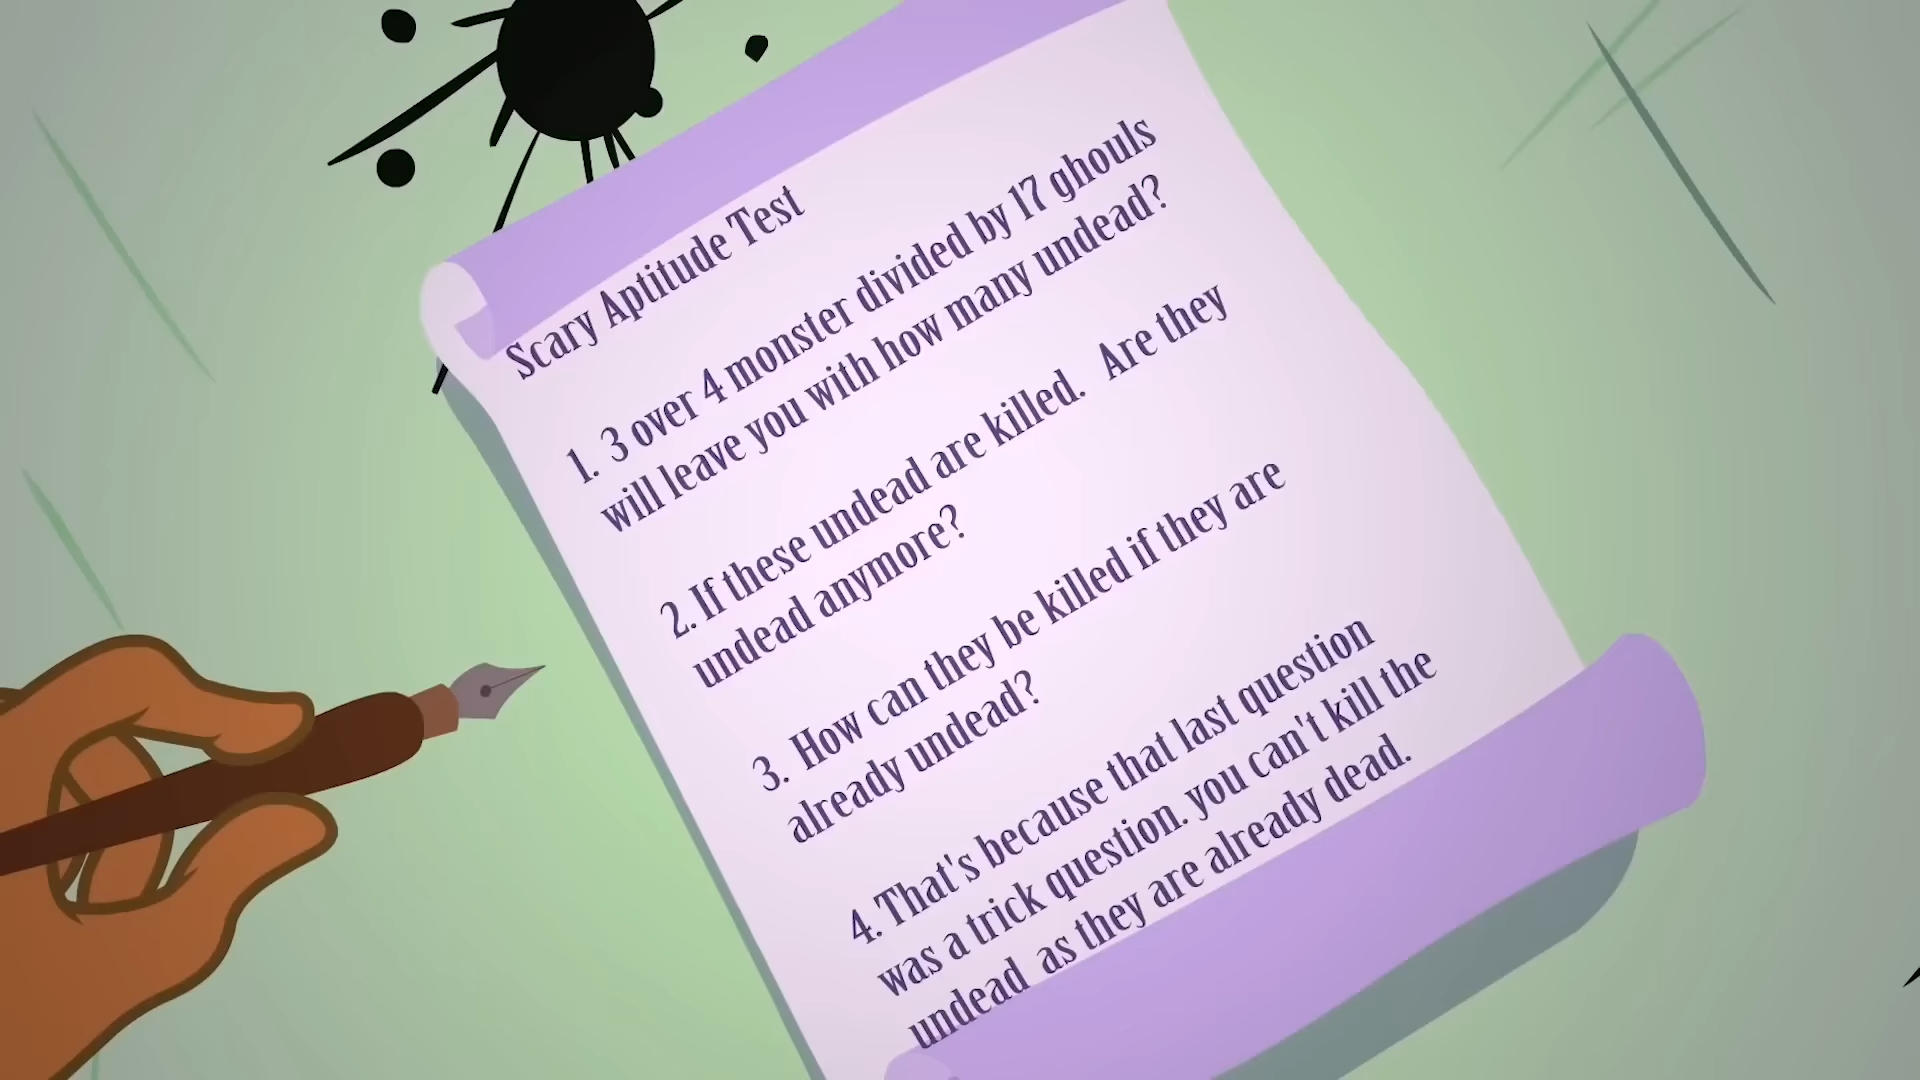 Scary Aptitude Test
1. 3 over 4 monster divided by 17 ghouls
will leave you with how many undead?
2. If these undead are killed. Are they
undead anymore?
3. How can they be killed if they are
already undead?
4. That's because that last question
was a trick question. you can't kill the
undead as they are already dead.